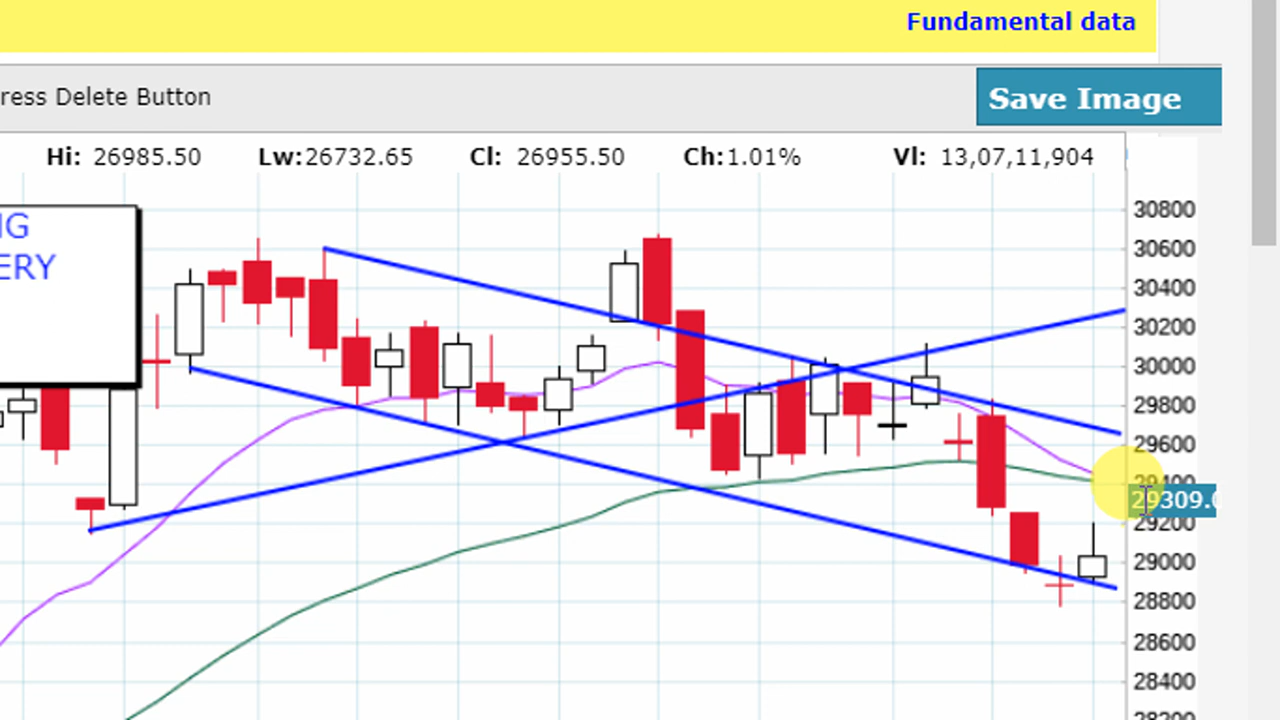 Fundamental data
ress Delete Button
Save Image
Hi: 26985.50 Lw:26732.65 Cl: 26955.50 Ch:1.01% Vl: 13,07,11,904
IG
ERY
30800
30600
30400
30200
30000
29800
29600
29400
29309.0
29200
29000
28800
28600
28400
28200